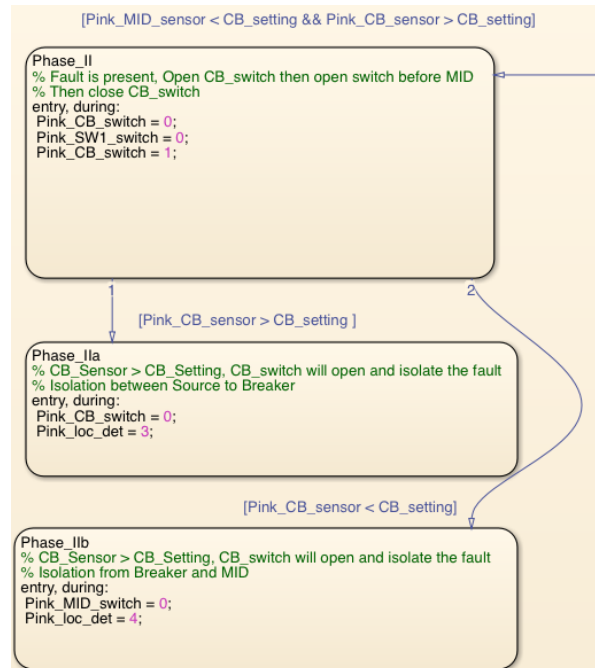 [Pink_MID_sensor < CB_setting && Pink_CB_sensor > CB_setting]
Phase_II
% Fault is present, Open CB_switch then open switch before MID
% Then close CB_switch
entry, during:
Pink_CB_switch = 0;
Pink_SW1_switch = 0;
Pink_CB_switch = 1;
1
2
[Pink_CB_sensor > CB_setting ]
Phase_IIa
% CB_Sensor > CB_Setting, CB_switch will open and isolate the fault
% Isolation between Source to Breaker
entry, during:
Pink_CB_switch = 0;
Pink_loc_det = 3;
[Pink_CB_sensor < CB_setting]
Phase_IIb
% CB_Sensor > CB_Setting, CB_switch will open and isolate the fault
% Isolation from Breaker and MID
entry, during:
Pink_MID_switch = 0;
Pink_loc_det = 4;